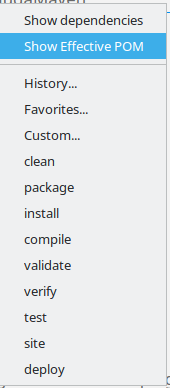 Show dependencies
Show Effective POM
History...
Favorites...
Custom...
clean
package
install
compile
validate
verify
test
site
deploy